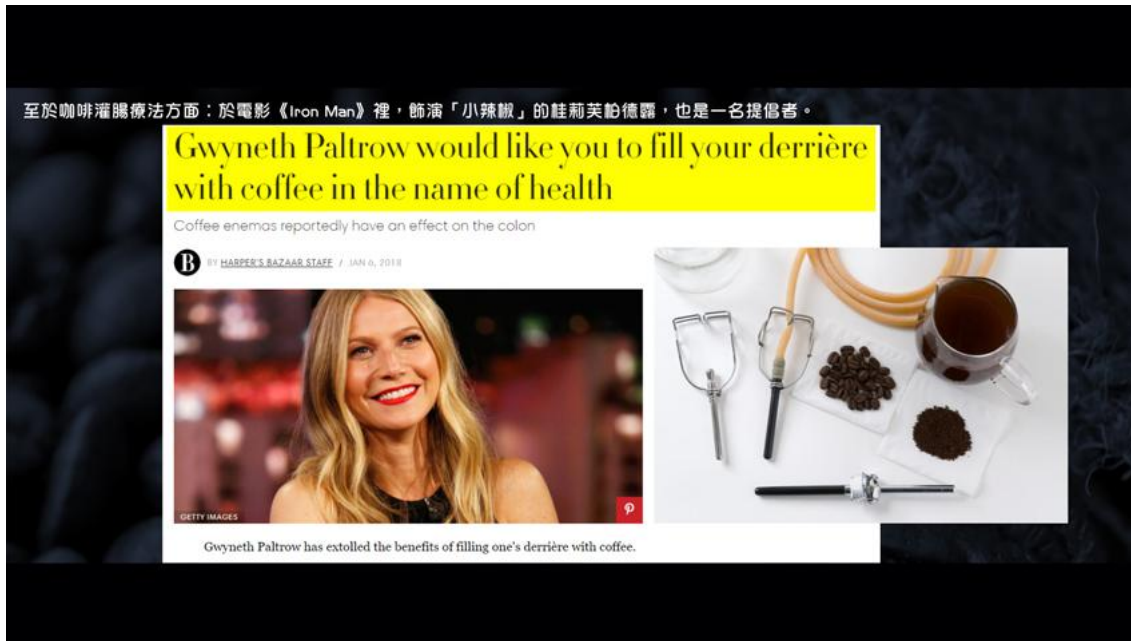 至於咖啡灌腸療法方面：於電影《Iron Man》裡，飾演「小辣椒」的桂莉芙柏德露，也是一名提倡者。
Gwyneth Paltrow would like you to fill your derrière
with coffee in the name of health
Coffee enemas reportedly have an effect on the colon
B BY HARPER'S BAZAAR STAFF / JAN 6, 2018
GETTY IMAGES
Gwyneth Paltrow has extolled the benefits of filling one's derrière with coffee.